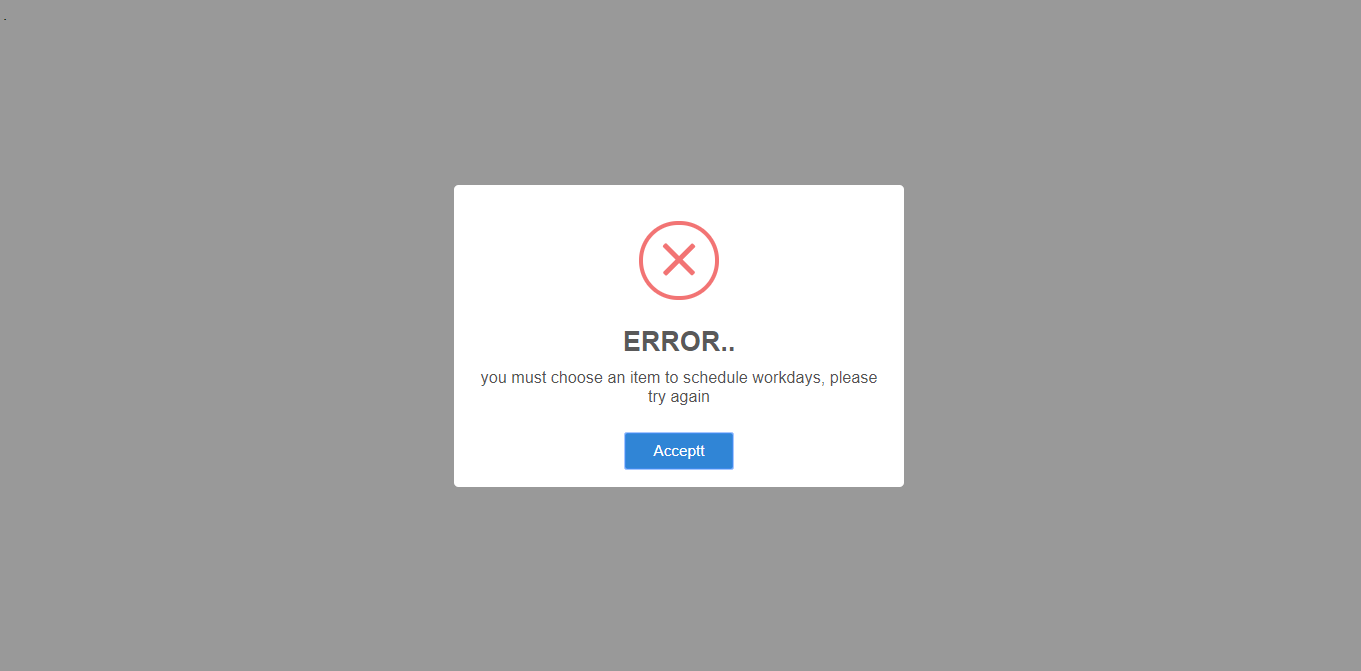 ERROR..
you must choose an item to schedule workdays, please
try again
Acceptt